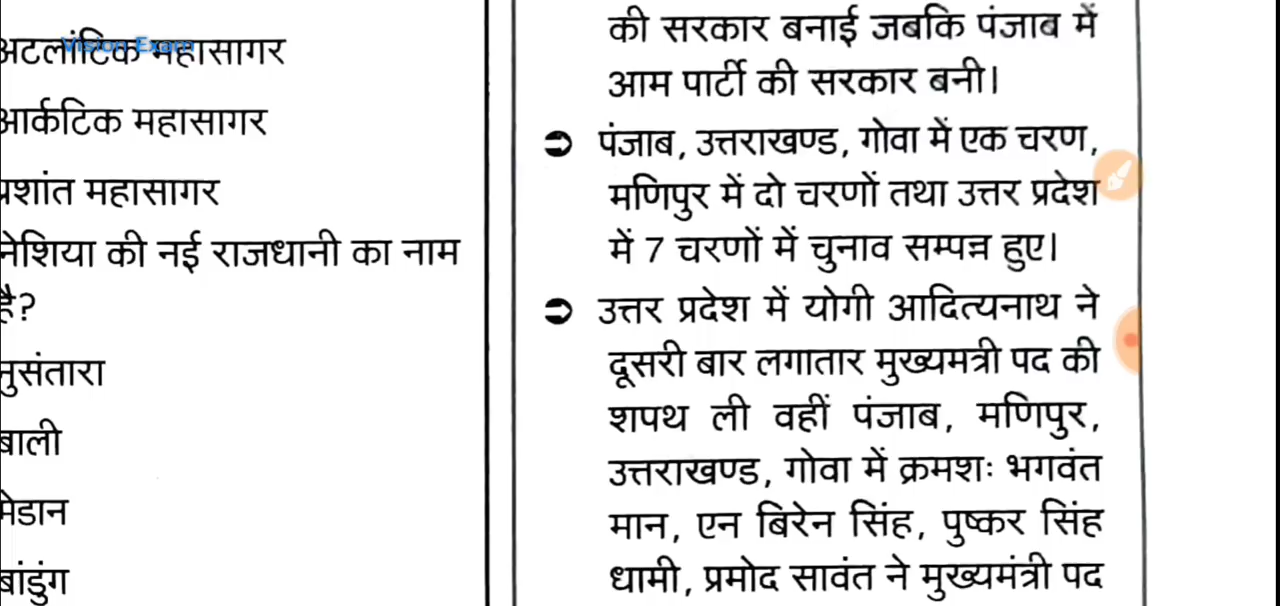 Vision Exam
अटलांटिक महासागर
आर्कटिक महासागर
प्रशांत महासागर
नेशिया की नई राजधानी का नाम
है?
नुसंतारा
बाली
मेडान
बांडुंग
की सरकार बनाई जबकि पंजाब में
आम पार्टी की सरकार बनी।
⊃ पंजाब, उत्तराखण्ड, गोवा में एक चरण,
मणिपुर में दो चरणों तथा उत्तर प्रदेश
में 7 चरणों में चुनाव सम्पन्न हुए।
⊃ उत्तर प्रदेश में योगी आदित्यनाथ ने
दूसरी बार लगातार मुख्यमत्री पद की
शपथ ली वहीं पंजाब, मणिपुर,
उत्तराखण्ड, गोवा में क्रमशः भगवंत
मान, एन बिरेन सिंह, पुष्कर सिंह
धामी, प्रमोद सावंत ने मुख्यमंत्री पद